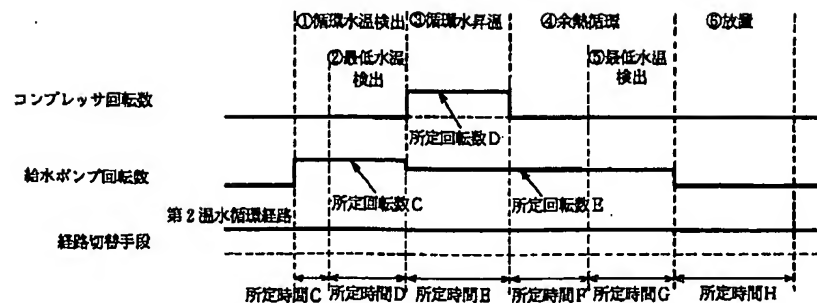 ①循環水温検出
③循環水昇温
④余熱循環
⑥放置
②最低水温
検出
⑤最低水温
検出
コンプレッサ回転数
所定回転数D
給水ポンプ回転数
所定回転数C
所定回転数E
第2温水循環経路
経路切替手段
所定時間C
所定時間D
所定時間E
所定時間F
所定時間G
所定時間H